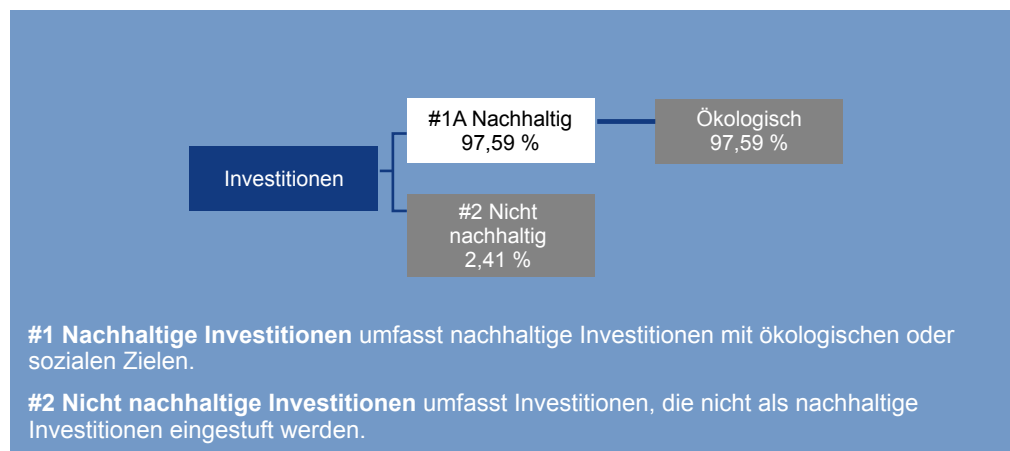 #1A Nachhaltig
97,59 %
Ökologisch
97,59 %
Investitionen
#2 Nicht
nachhaltig
2,41 %
#1 Nachhaltige Investitionen umfasst nachhaltige Investitionen mit ökologischen oder
sozialen Zielen.
#2 Nicht nachhaltige Investitionen umfasst Investitionen, die nicht als nachhaltige
Investitionen eingestuft werden.